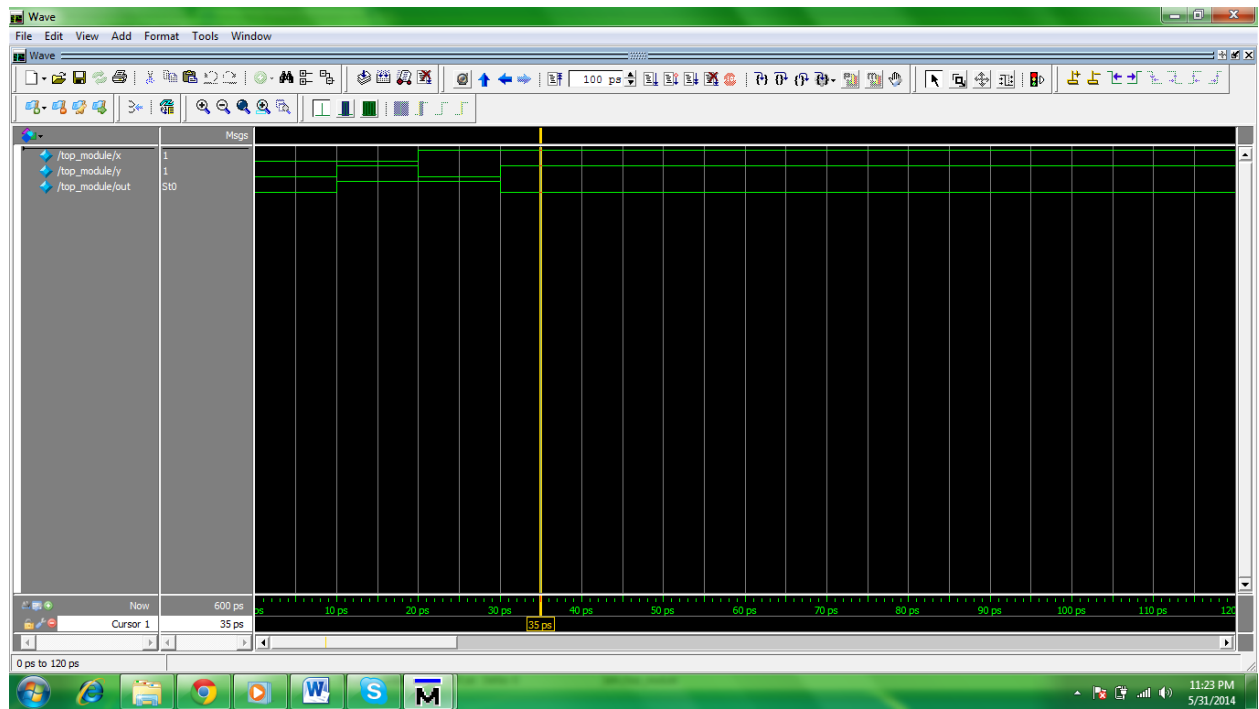 Wave
File Edit View Add Format Tools Window
Wave
100 ps
Msgs
/top_module/x 1
/top_module/y 1
/top_module/out St0
Now 600 ps
ps 10 ps 20 ps 30 ps 40 ps 50 ps 60 ps 70 ps 80 ps 90 ps 100 ps 110 ps 120
Cursor 1 35 ps 35 ps
0 ps to 120 ps
11:23 PM
5/31/2014